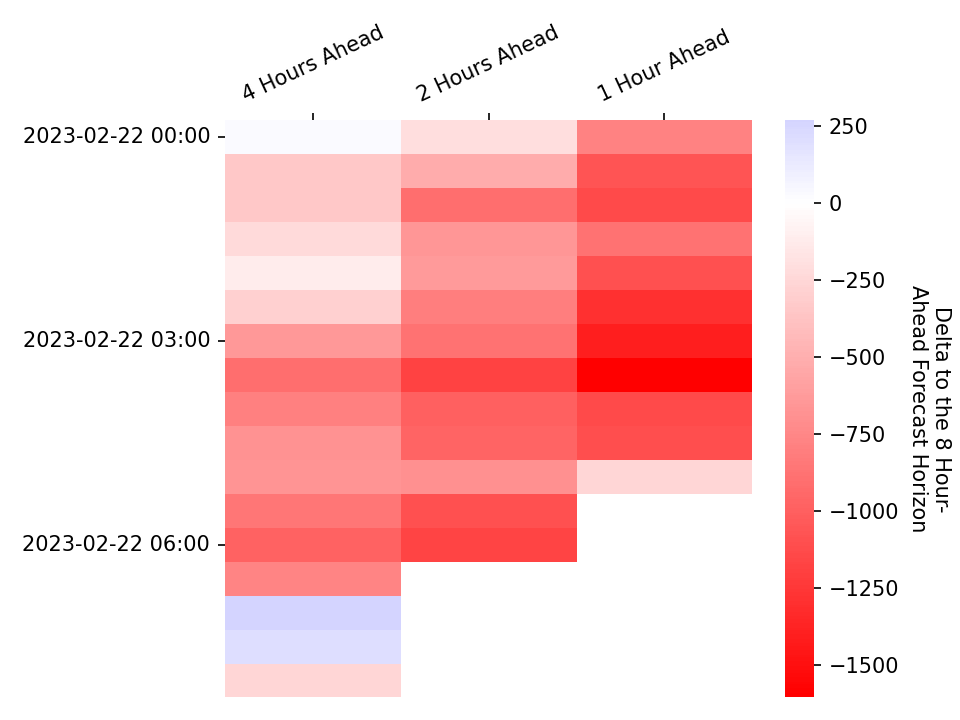 4 Hours Ahead
2 Hours Ahead
1 Hour Ahead
2023-02-22 00:00
2023-02-22 03:00
2023-02-22 06:00
250
0
−250
−500
−750
−1000
−1250
−1500
Delta to the 8 Hour-
Ahead Forecast Horizon